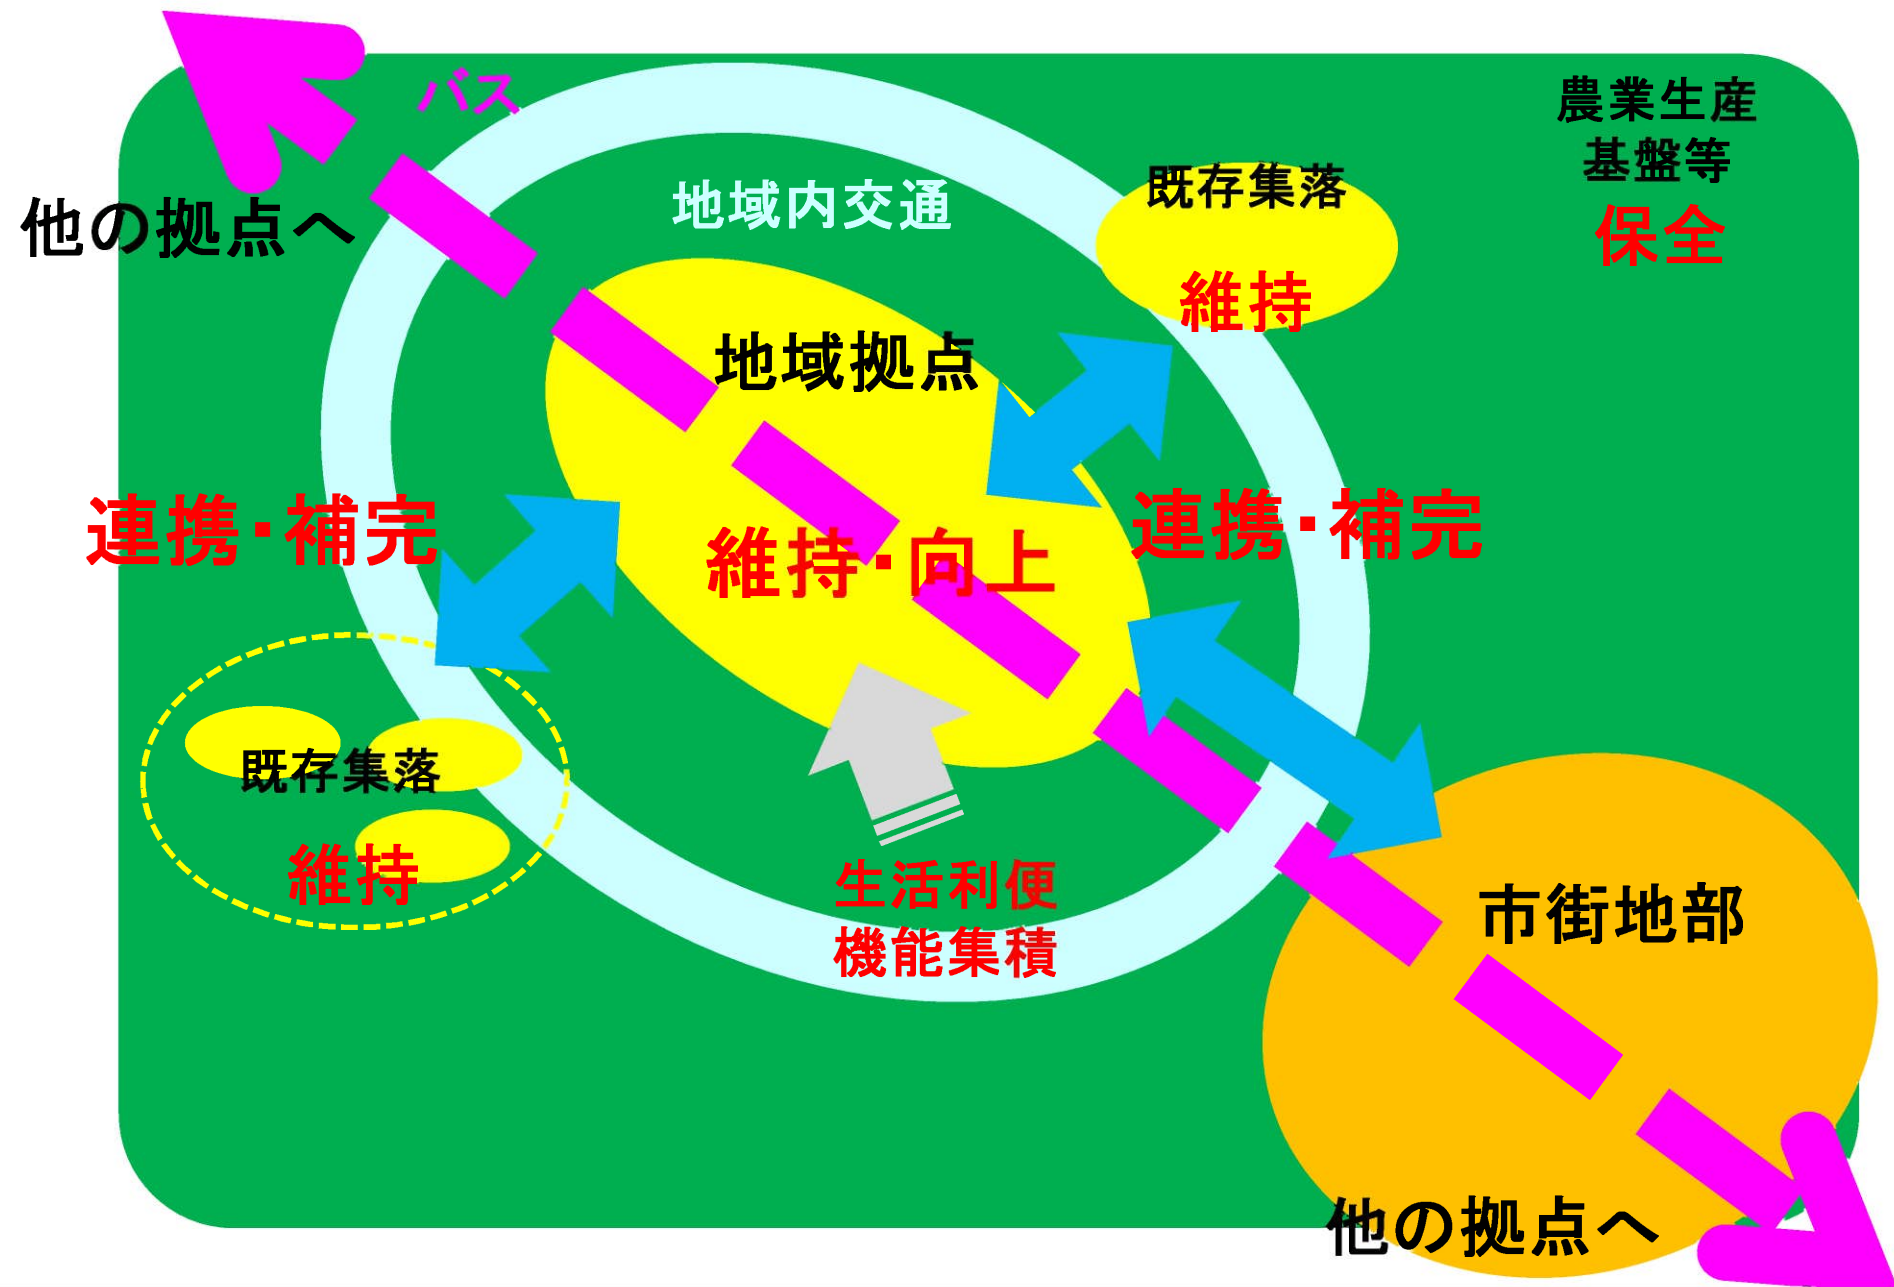 バス
農業生産
基盤等
保全
既存集落
維持
地域内交通
他の拠点へ
地域拠点
維持・向上
連携・補完
連携・補完
既存集落
維持
生活利便
機能集積
市街地部
他の拠点へ